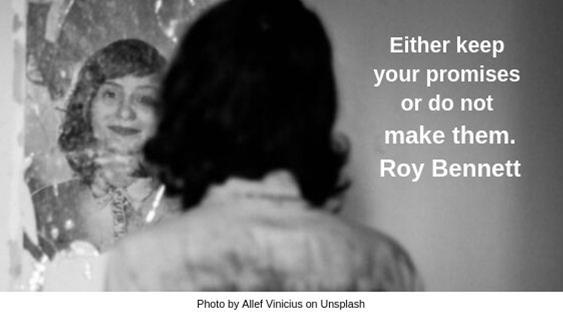 Either keep
your promises
or do not
make them.
Roy Bennett
Photo by Allef Vinicius on Unsplash